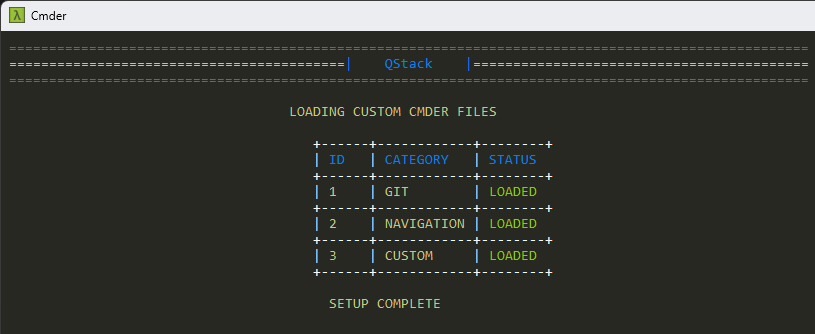 Cmder
====================================================================================================
==========================================|    QStack    |==========================================
====================================================================================================
LOADING CUSTOM CMDER FILES
+------+------------+--------+
| ID   | CATEGORY   | STATUS
+------+------------+--------+
| 1    | GIT        | LOADED
+------+------------+--------+
| 2    | NAVIGATION | LOADED
+------+------------+--------+
| 3    | CUSTOM     | LOADED
+------+------------+--------+
SETUP COMPLETE